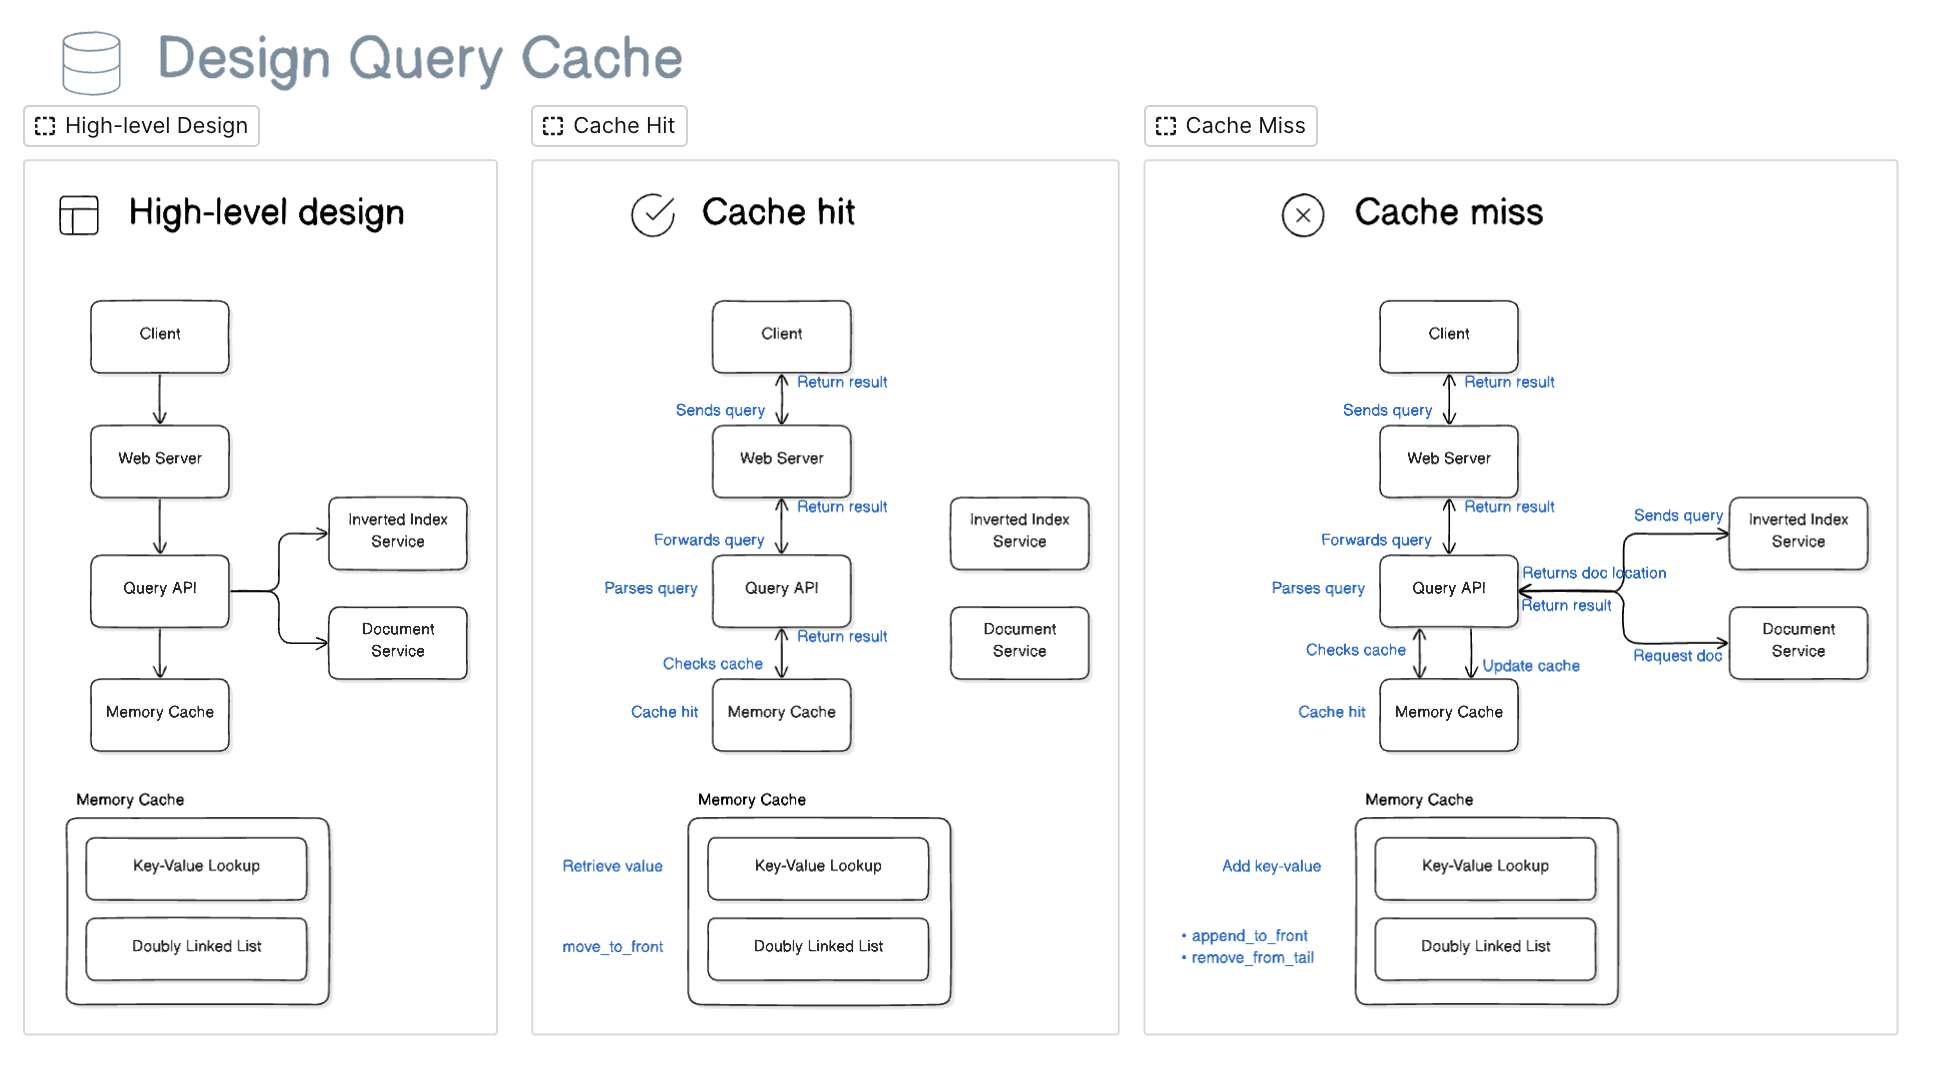 Design Query Cache
High-level Design
High-level design
Client
Web Server
Inverted Index
Service
Query API
Document
Service
Memory Cache
Memory Cache
Key-Value Lookup
Doubly Linked List
Cache Hit
Cache hit
Client
Return result
Sends query
Web Server
Return result
Inverted Index
Service
Forwards query
Parses query
Query API
Document
Service
Return result
Checks cache
Cache hit
Memory Cache
Memory Cache
Retrieve value
Key-Value Lookup
move_to_front
Doubly Linked List
Cache Miss
Cache miss
Client
Return result
Sends query
Web Server
Return result
Sends query
Inverted Index
Service
Forwards query
Returns doc location
Parses query
Query API
Return result
Document
Service
Request doc
Checks cache
Update cache
Cache hit
Memory Cache
Memory Cache
Add key-value
Key-Value Lookup
• append_to_front
• remove_from_tail
Doubly Linked List